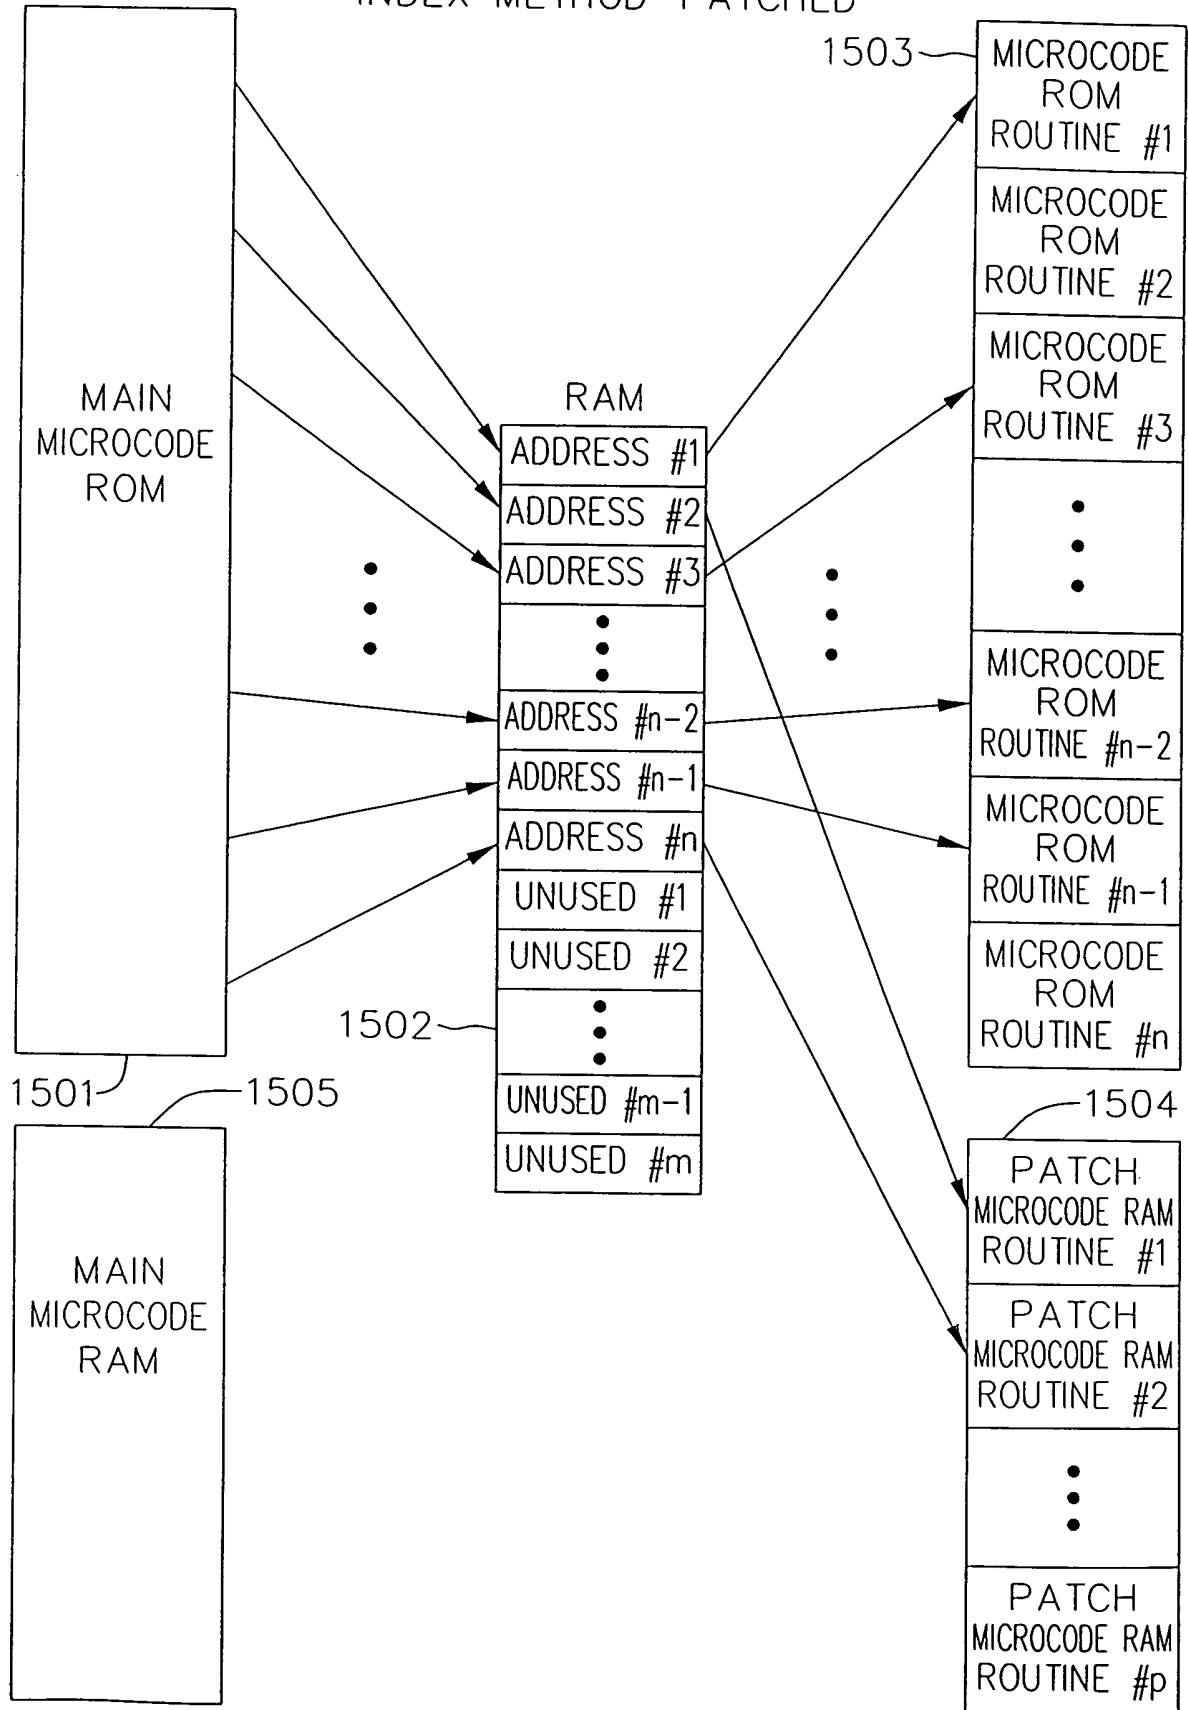 INDEX METHOD PATCHED
1503
MICROCODE
ROM
ROUTINE #1
MICROCODE
ROM
ROUTINE #2
MICROCODE
ROM
ROUTINE #3
MAIN
MICROCODE
ROM
RAM
ADDRESS #1
ADDRESS #2
ADDRESS #3
ADDRESS #n-2
ADDRESS #n-1
ADDRESS #n
UNUSED #1
UNUSED #2
1502
UNUSED #m-1
UNUSED #m
MICROCODE
ROM
ROUTINE #n-2
MICROCODE
ROM
ROUTINE #n-1
MICROCODE
ROM
ROUTINE #n
1501
1505
1504
MAIN
MICROCODE
RAM
PATCH
MICROCODE RAM
ROUTINE #1
PATCH
MICROCODE RAM
ROUTINE #2
PATCH
MICROCODE RAM
ROUTINE #p